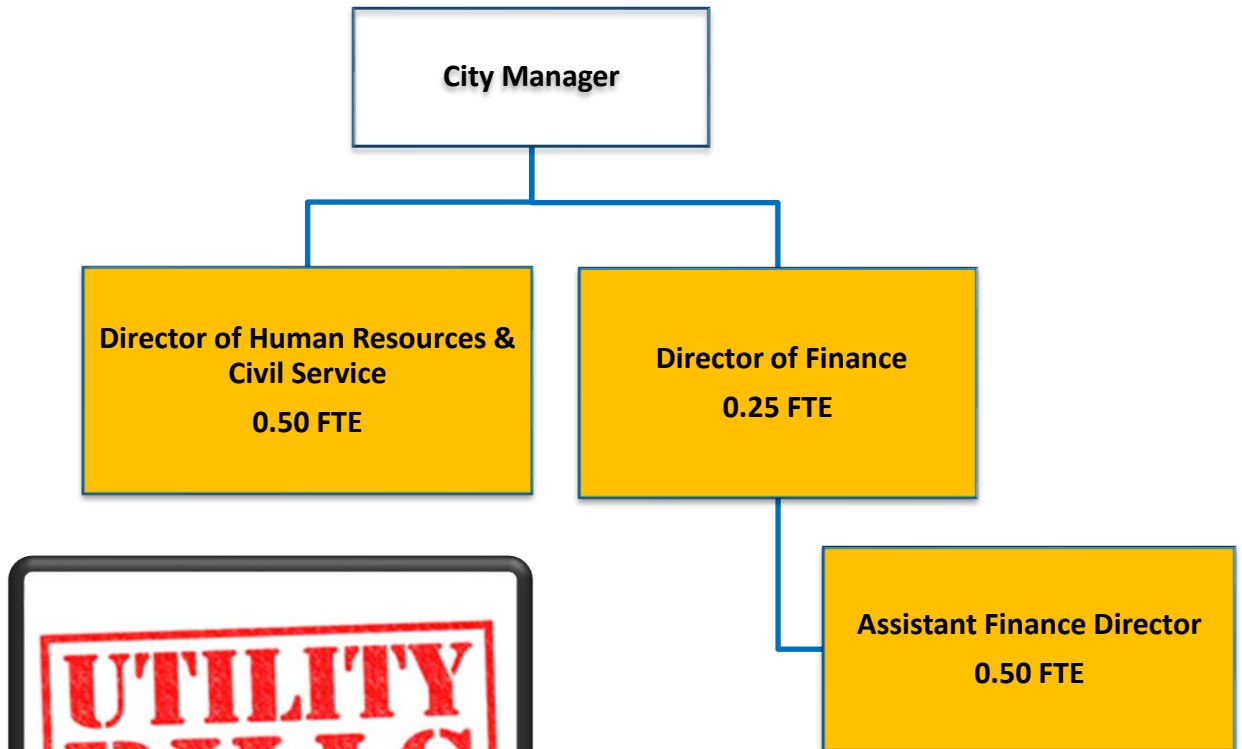 City Manager
Director of Human Resources &
Civil Service
0.50 FTE
Director of Finance
0.25 FTE
Assistant Finance Director
0.50 FTE
UTILITY